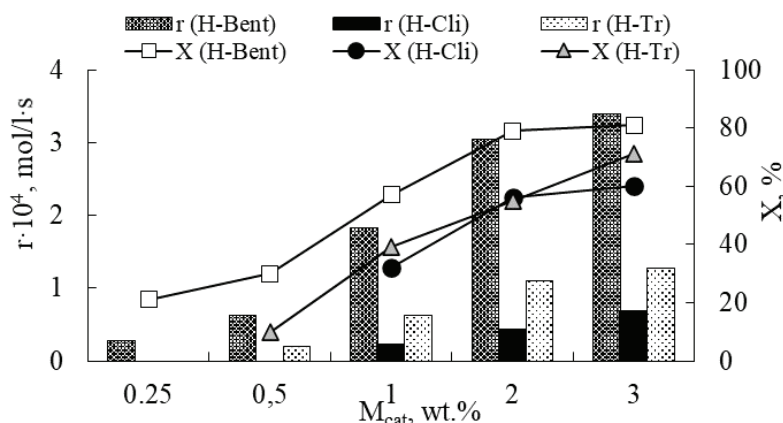 r (H-Bent) r (H-Cli) r (H-Tr)
X (H-Bent) X (H-Cli) X (H-Tr)
4 100
3 80
2 60
1 40
0 20
0
r·10⁴, mol/l·s
X, %
0.25 0,5 1 2 3
M_cat, wt.%